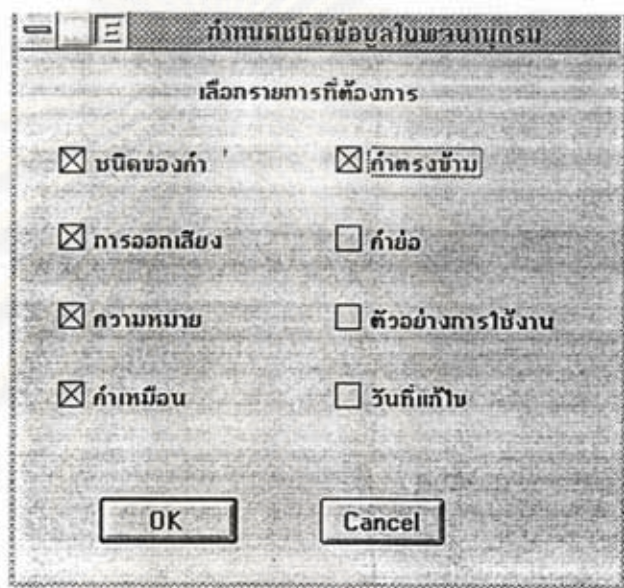 กำหนดชนิดข้อมูลในพจนานุกรม
เลือกรายการที่ต้องการ
ชนิดของคำ คำตรงข้าม
การออกเสียง คำย่อ
ความหมาย ตัวอย่างการใช้งาน
คำเหมือน วันที่แก้ไข
OK Cancel